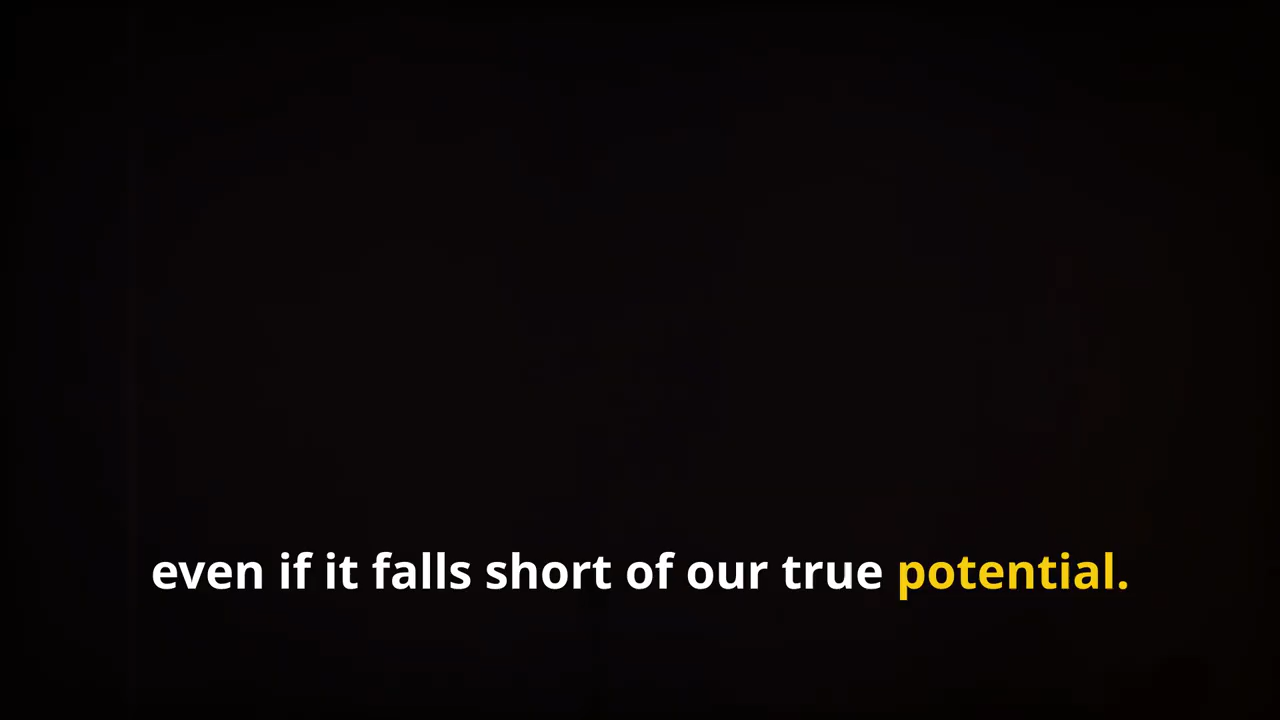 even if it falls short of our true potential.